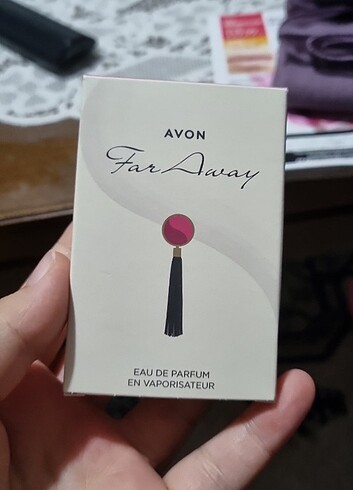 AVON
Far Away
EAU DE PARFUM
EN VAPORISATEUR